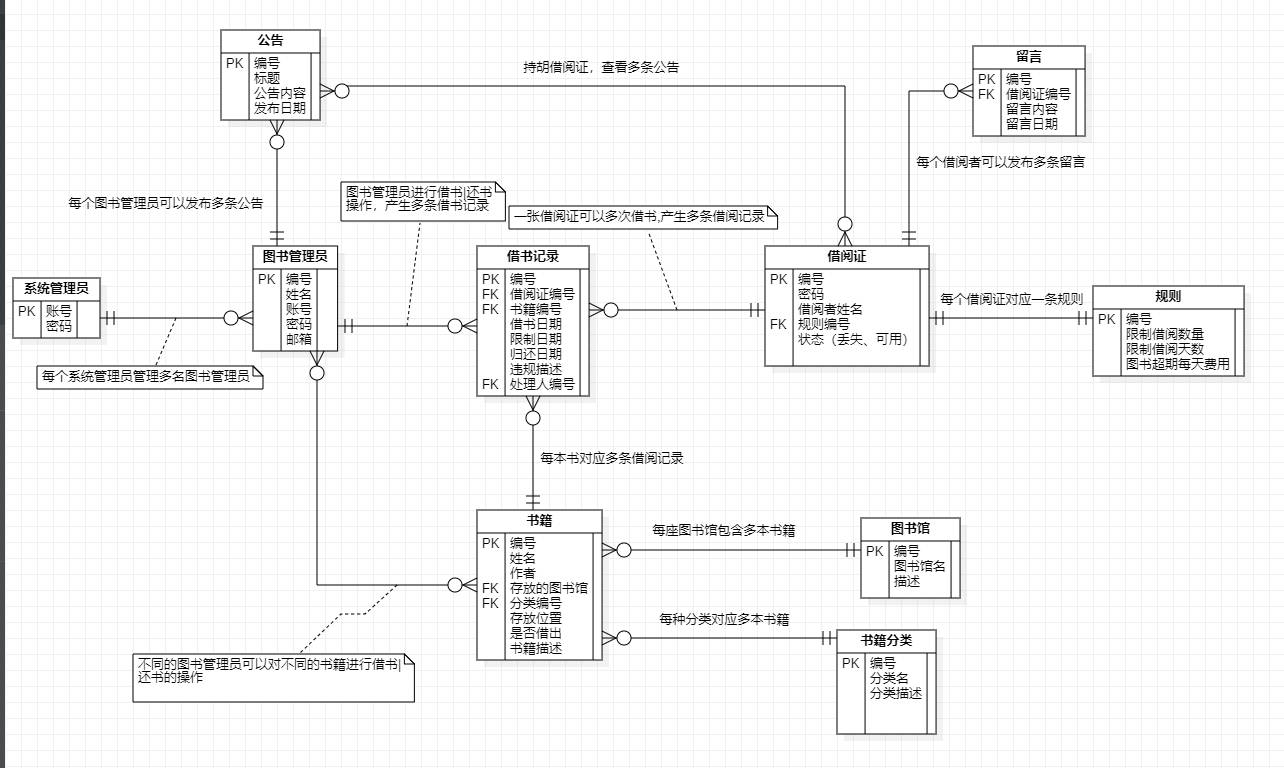 公告
PK 编号
标题
公告内容
发布日期
持胡借阅证，查看多条公告
留言
PK 编号
FK 借阅证编号
留言内容
留言日期
每个借阅者可以发布多条留言
每个图书管理员可以发布多条公告
图书管理员进行借书|还书
操作，产生多条借书记录
一张借阅证可以多次借书,产生多条借阅记录
系统管理员
PK 账号
密码
图书管理员
PK 编号
姓名
账号
密码
邮箱
借书记录
PK 编号
FK 借阅证编号
FK 书籍编号
借书日期
限制日期
归还日期
违规描述
FK 处理人编号
借阅证
PK 编号
密码
借阅者姓名
FK 规则编号
状态（丢失、可用）
每个借阅证对应一条规则
规则
PK 编号
限制借阅数量
限制借阅天数
图书超期每天费用
每个系统管理员管理多名图书管理员
每本书对应多条借阅记录
书籍
PK 编号
姓名
作者
FK 存放的图书馆
FK 分类编号
存放位置
是否借出
书籍描述
每座图书馆包含多本书籍
图书馆
PK 编号
图书馆名
描述
每种分类对应多本书籍
书籍分类
PK 编号
分类名
分类描述
不同的图书管理员可以对不同的书籍进行借书|
还书的操作